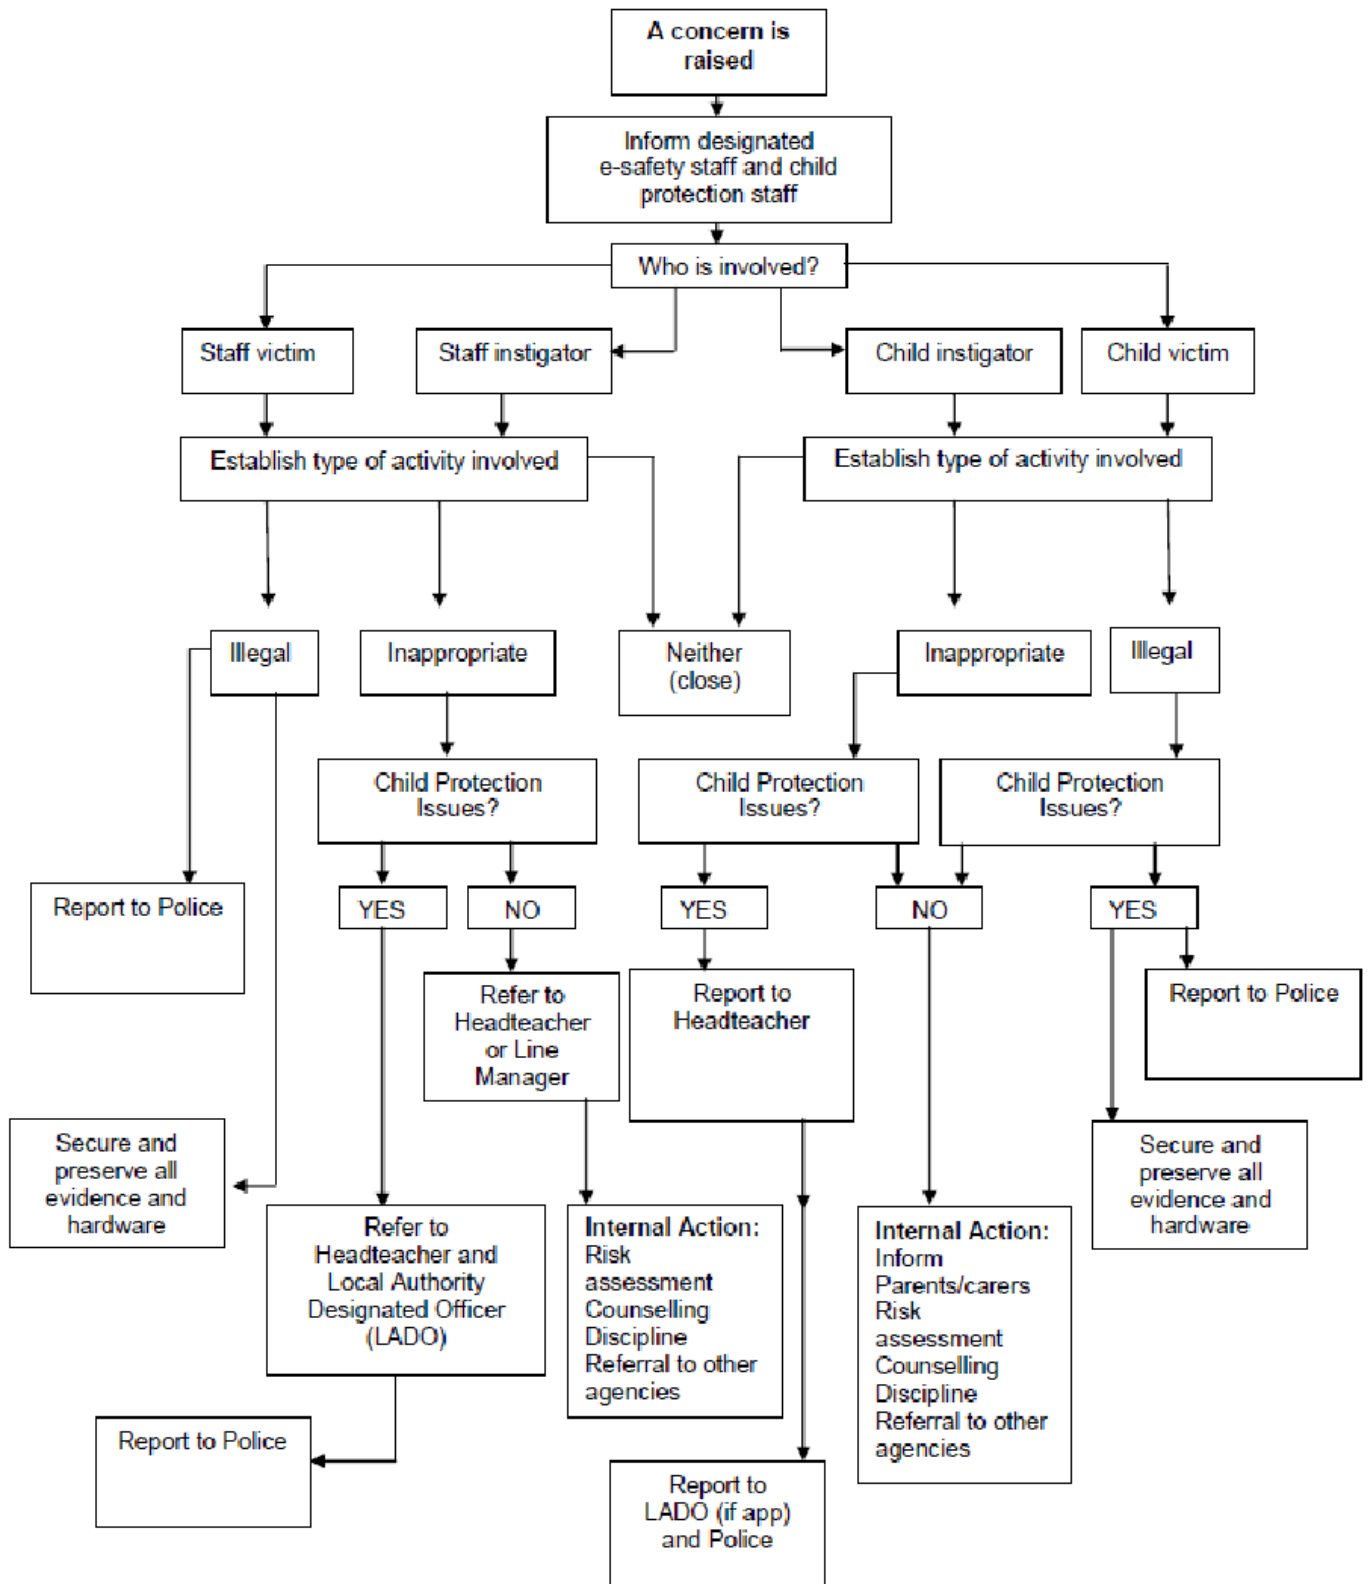 A concern is
raised
Inform designated
e-safety staff and child
protection staff
Who is involved?
Staff victim
Staff instigator
Child instigator
Child victim
Establish type of activity involved
Establish type of activity involved
Illegal
Inappropriate
Neither
(close)
Inappropriate
Illegal
Child Protection
Issues?
Child Protection
Issues?
Child Protection
Issues?
Report to Police
YES
NO
YES
NO
YES
Refer to
Headteacher
or Line
Manager
Report to
Headteacher
Report to Police
Secure and
preserve all
evidence and
hardware
Secure and
preserve all
evidence and
hardware
Refer to
Headteacher and
Local Authority
Designated Officer
(LADO)
Internal Action:
Risk
assessment
Counselling
Discipline
Referral to other
agencies
Internal Action:
Inform
Parents/carers
Risk
assessment
Counselling
Discipline
Referral to other
agencies
Report to Police
Report to
LADO (if app)
and Police